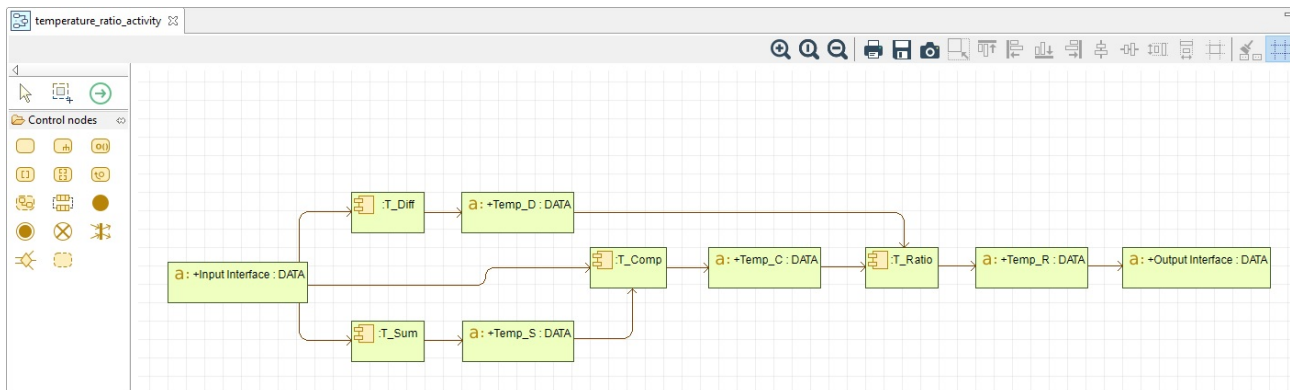 temperature_ratio_activity
Control nodes
:T_Diff
a: +Temp_D : DATA
:T_Comp
a: +Temp_C : DATA
:T_Ratio
a: +Temp_R : DATA
a: +Output Interface : DATA
a: +Input Interface : DATA
:T_Sum
a: +Temp_S : DATA